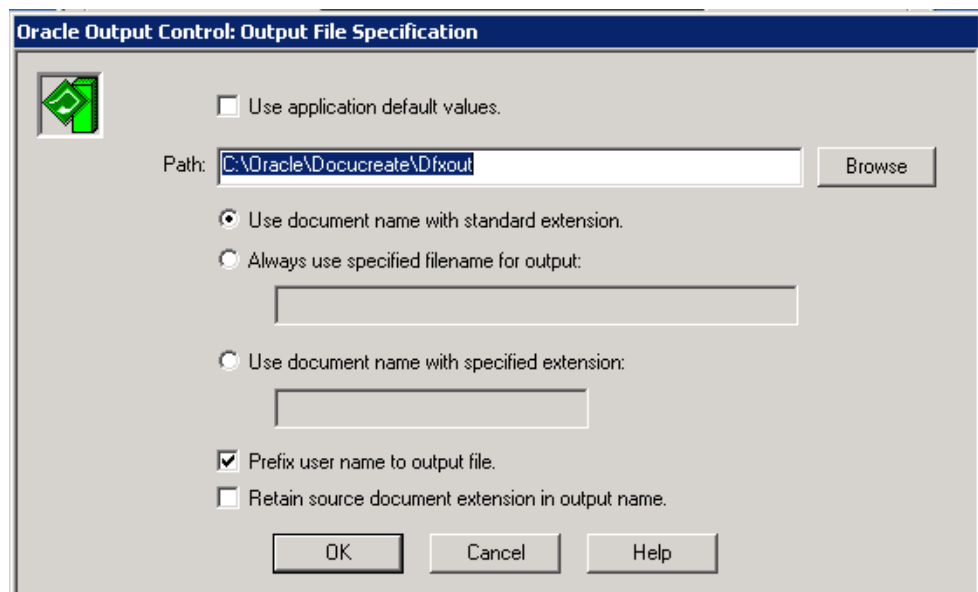 Oracle Output Control: Output File Specification
Use application default values.
Path: C:\Oracle\Docucreate\Dfxout Browse
Use document name with standard extension.
Always use specified filename for output:
Use document name with specified extension:
Prefix user name to output file.
Retain source document extension in output name.
OK Cancel Help